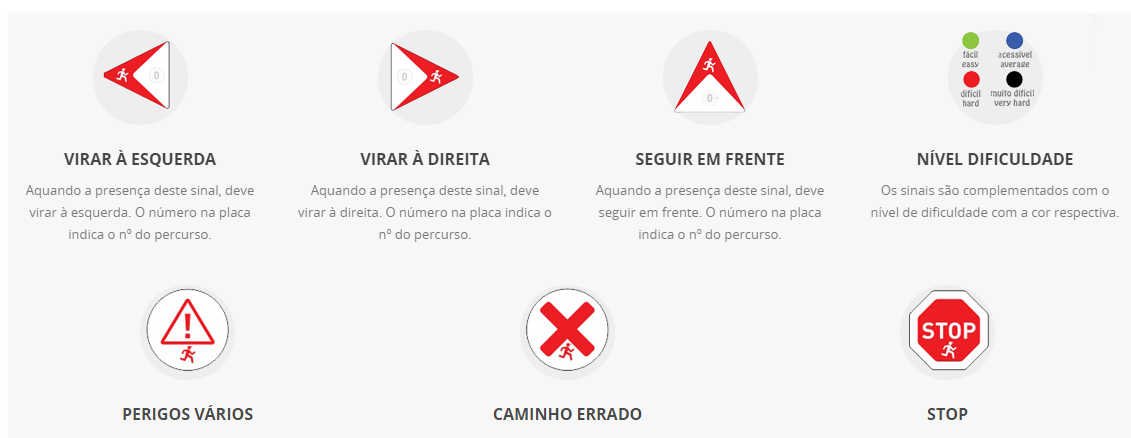 0
0
0
fácil
easy
acessível
average
difícil
hard
muito difícil
very hard
VIRAR À ESQUERDA
Aquando a presença deste sinal, deve
virar à esquerda. O número na placa
indica o nº do percurso.
VIRAR À DIREITA
Aquando a presença deste sinal, deve
virar à direita. O número na placa indica o
nº do percurso.
SEGUIR EM FRENTE
Aquando a presença deste sinal, deve
seguir em frente. O número na placa
indica o nº do percurso.
NÍVEL DIFICULDADE
Os sinais são complementados com o
nível de dificuldade com a cor respectiva.
!
STOP
PERIGOS VÁRIOS
CAMINHO ERRADO
STOP